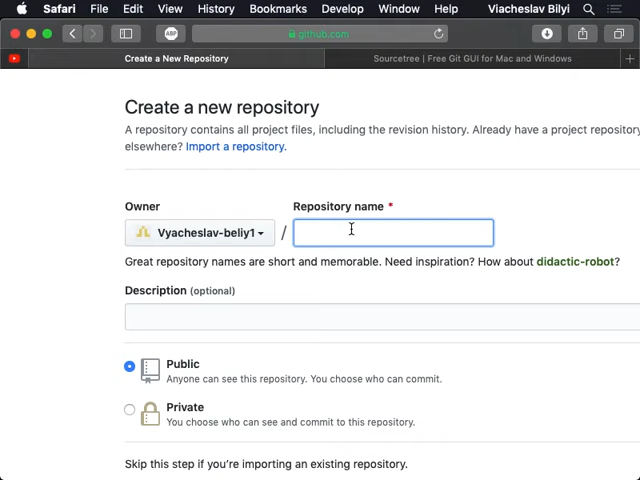 Safari File Edit View History Bookmarks Develop Window Help Viacheslav Bilyi
ABP github.com
Create a New Repository Sourcetree | Free Git GUI for Mac and Windows
Create a new repository
A repository contains all project files, including the revision history. Already have a project repository
elsewhere? Import a repository.
Owner Repository name *
Vyacheslav-beliy1 /
Great repository names are short and memorable. Need inspiration? How about didactic-robot?
Description (optional)
Public
Anyone can see this repository. You choose who can commit.
Private
You choose who can see and commit to this repository.
Skip this step if you’re importing an existing repository.